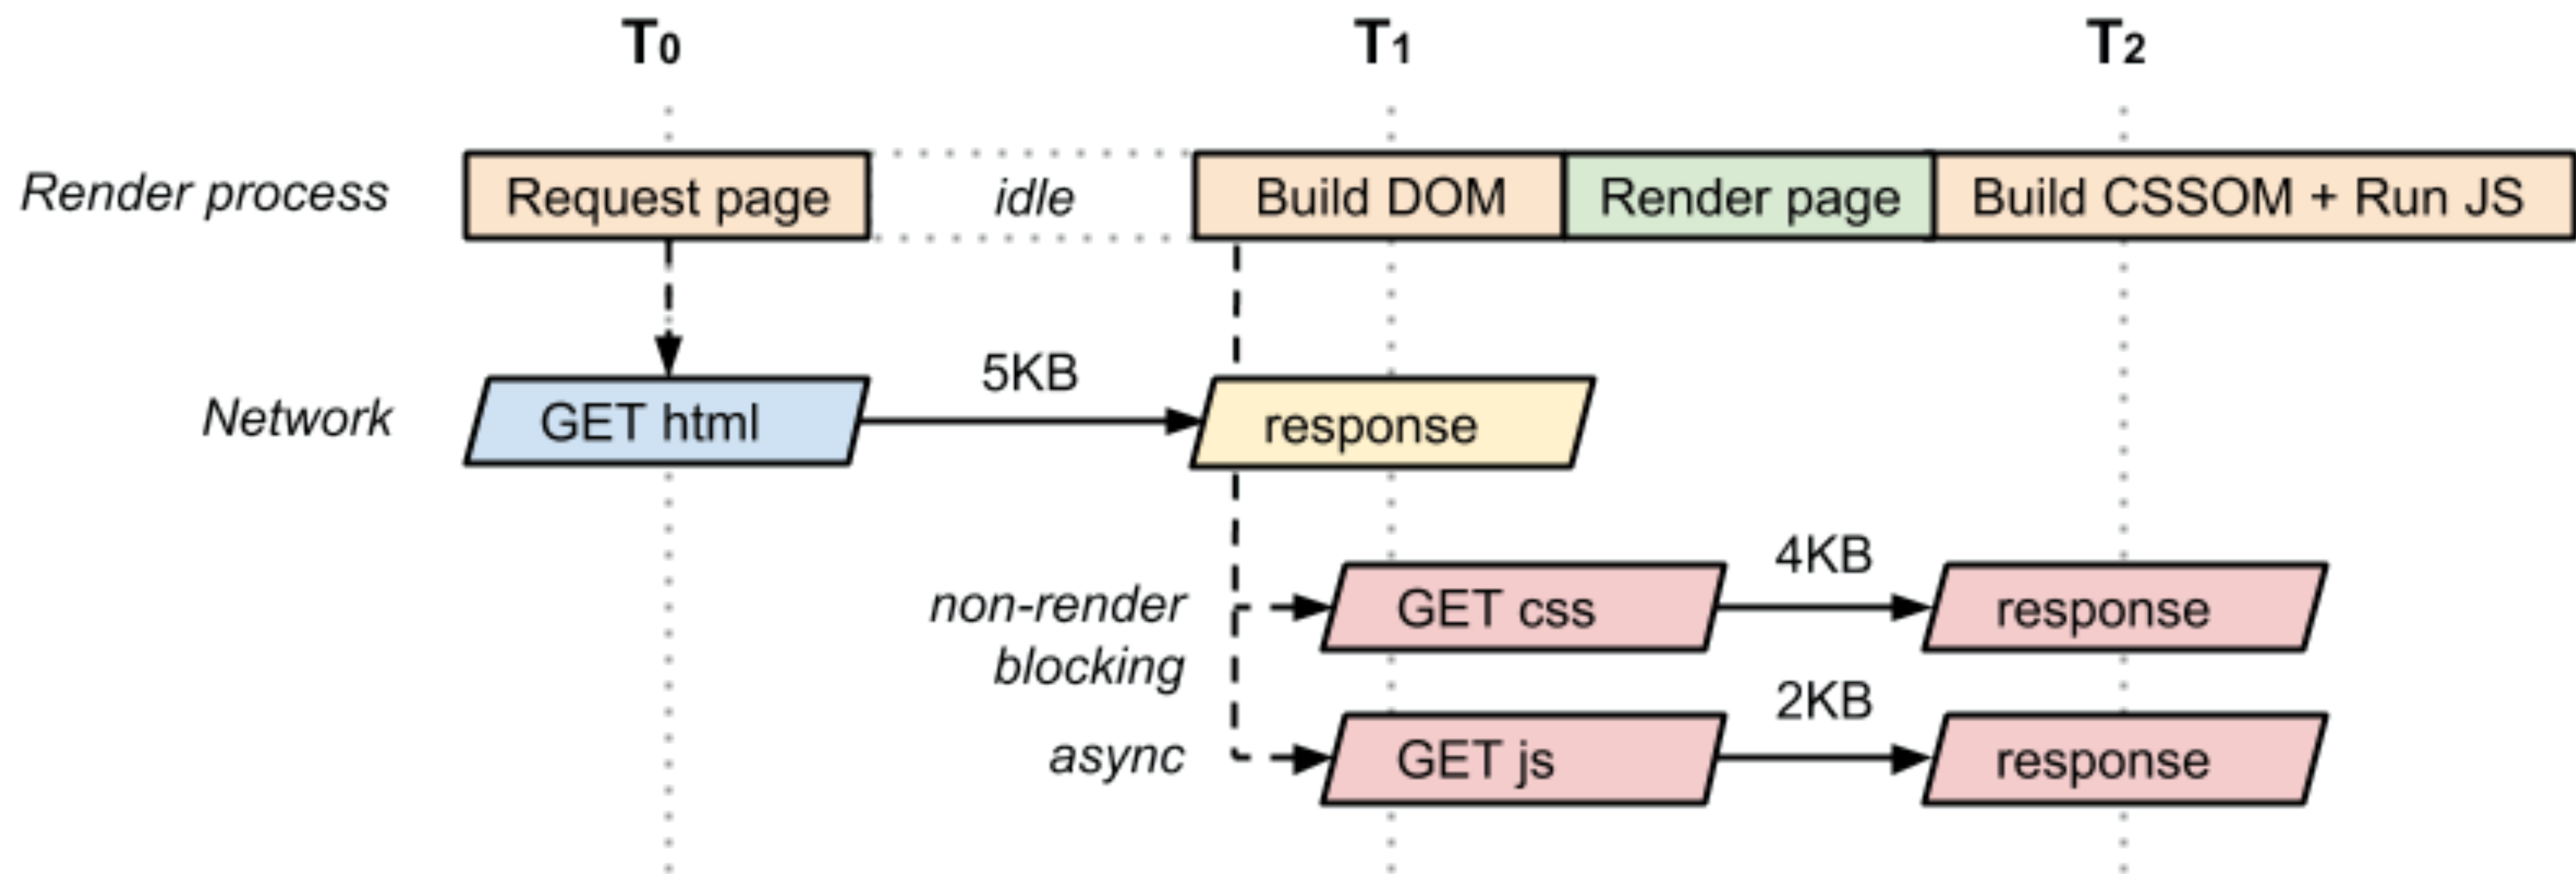 T0 T1 T2
Render process Request page idle Build DOM Render page Build CSSOM + Run JS
5KB
Network GET html response
4KB
non-render GET css response
blocking
2KB
async GET js response